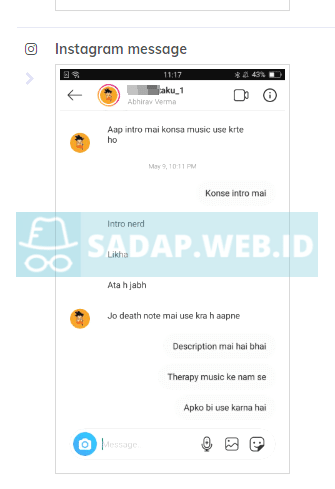 Instagram message
11:17
43%
taku_1
Abhirav Verma
Aap intro mai konsa music use krte
ho
May 9, 10:11 PM
Konse intro mai
Intro nerd
SADAP.WEB.ID
Likha
Ata h jabh
Jo death note mai use kra h aapne
Description mai hai bhai
Therapy music ke nam se
Apko bi use karna hai
Message..